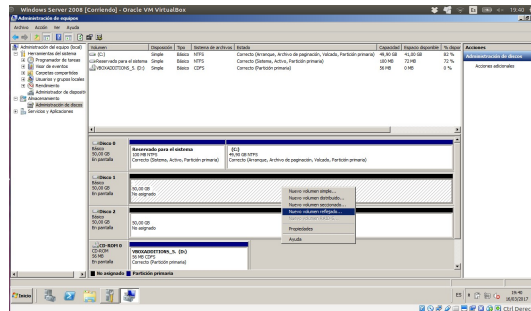 Windows Server 2008 [Corriendo] - Oracle VM VirtualBox
Es
19:40
Administración de equipos
Archivo Acción Ver Ayuda
Administración del equipo (local)
Herramientas del sistema
Programador de tareas
Visor de eventos
Carpetas compartidas
Usuarios y grupos locales
Rendimiento
Administrador de dispositi
Almacenamiento
Administración de discos
Servicios y Aplicaciones
Volumen Disposición Tipo Sistema de archivos Estado Capacidad Espacio disponible % dispo
(C:) Simple Básico NTFS Correcto (Arranque, Archivo de paginación, Volcado, Partición primaria) 49,90 GB 41,00 GB 82 %
Reservado para el sistema Simple Básico NTFS Correcto (Sistema, Activo, Partición primaria) 100 MB 72 MB 72 %
VBOXADDITIONS_5. (D:) Simple Básico CDFS Correcto (Partición primaria) 56 MB 0 MB 0 %
Acciones
Administración de discos
Acciones adicionales
Disco 0
Básico
50,00 GB
En pantalla
Reservado para el sistema
100 MB NTFS
Correcto (Sistema, Activo, Partición primaria)
(C:)
49,90 GB NTFS
Correcto (Arranque, Archivo de paginación, Volcado, Partición primaria)
Disco 1
Básico
50,00 GB
En pantalla
50,00 GB
No asignado
Nuevo volumen simple...
Nuevo volumen distribuido...
Nuevo volumen seccionado...
Nuevo volumen reflejado...
Propiedades
Ayuda
Disco 2
Básico
50,00 GB
En pantalla
50,00 GB
No asignado
CD-ROM 0
CD-ROM
56 MB
En pantalla
VBOXADDITIONS_5. (D:)
56 MB CDFS
Correcto (Partición primaria)
No asignado Partición primaria
Inicio
ES
19:40
18/03/2017
Ctrl Derec